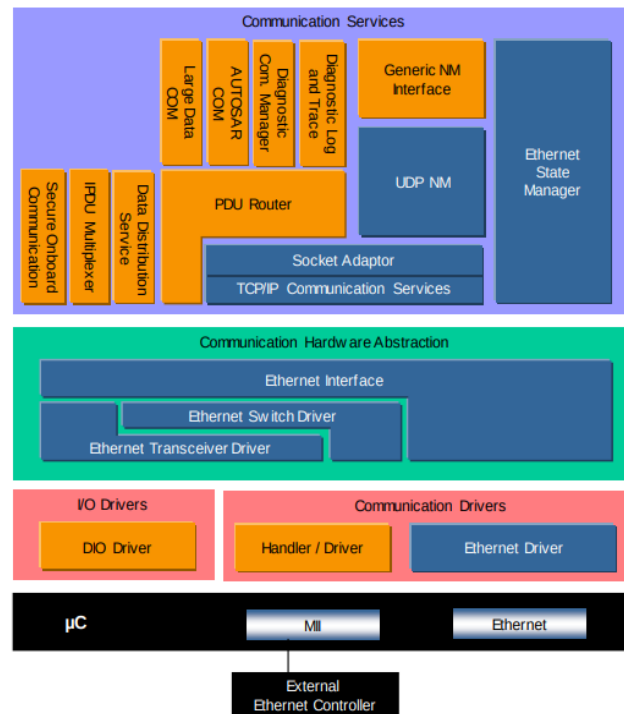 Communication Services
Large Data
COM
AUTOSAR
COM
Diagnostic
Com. Manager
Diagnostic Log
and Trace
Generic NM
Interface
Ethernet
State
Manager
UDP NM
Secure Onboard
Communication
IPDU Multiplexer
Data Distribution
Service
PDU Router
Socket Adaptor
TCP/IP Communication Services
Communication Hardware Abstraction
Ethernet Interface
Ethernet Switch Driver
Ethernet Transceiver Driver
I/O Drivers
DIO Driver
Communication Drivers
Handler / Driver
Ethernet Driver
µC
MII
Ethernet
External
Ethernet Controller